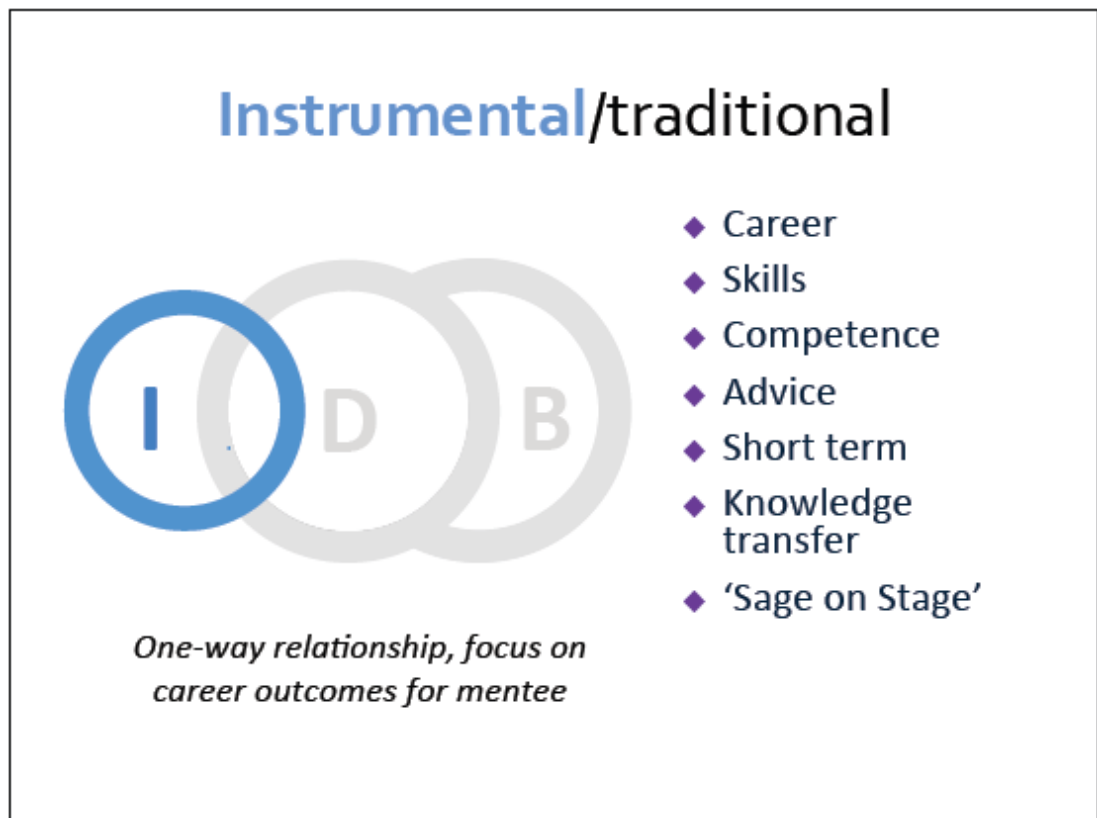 Instrumental/traditional
I D B
One-way relationship, focus on
career outcomes for mentee
Career
Skills
Competence
Advice
Short term
Knowledge
transfer
‘Sage on Stage’